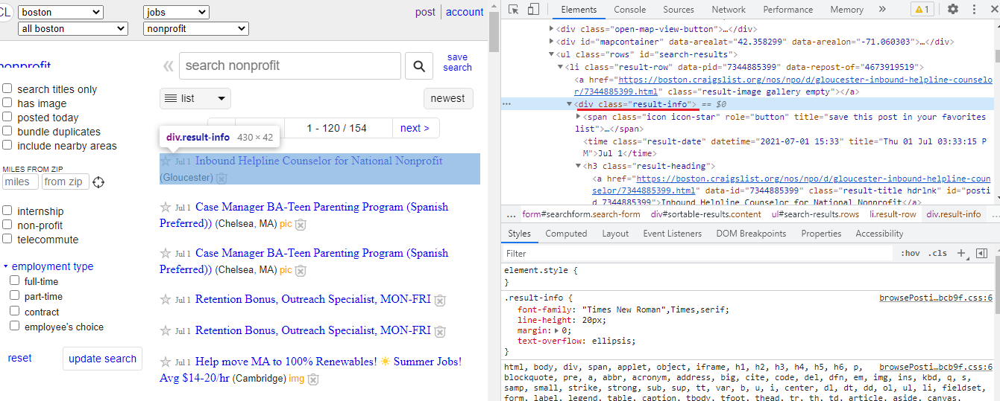 CL
boston
jobs
post
account
all boston
nonprofit
nonprofit
search titles only
has image
posted today
bundle duplicates
include nearby areas
MILES FROM ZIP
miles
from zip
internship
non-profit
telecommute
employment type
full-time
part-time
contract
employee's choice
reset
update search
«
search nonprofit
save
search
list
newest
1 - 120 / 154
next >
div.result-info 430 × 42
Jul 1 Inbound Helpline Counselor for National Nonprofit
(Gloucester)
Jul 1 Case Manager BA-Teen Parenting Program (Spanish
Preferred)) (Chelsea, MA) pic
Jul 1 Case Manager BA-Teen Parenting Program (Spanish
Preferred)) (Chelsea, MA) pic
Jul 1 Retention Bonus, Outreach Specialist, MON-FRI
Jul 1 Retention Bonus, Outreach Specialist, MON-FRI
Jul 1 Help move MA to 100% Renewables! ☀ Summer Jobs!
Avg $14-20/hr (Cambridge) img
Elements Console Sources Network Performance Memory » 1
<div class="open-map-view-button">…</div>
<div id="mapcontainer" data-arealat="42.358299" data-arealon="-71.060303">…</div>
<ul class="rows" id="search-results">
<li class="result-row" data-pid="7344885399" data-repost-of="4673919519">
<a href="https://boston.craigslist.org/nos/npo/d/gloucester-inbound-helpline-counselo
r/7344885399.html" class="result-image gallery empty"></a>
… <div class="result-info"> == $0
<span class="icon icon-star" role="button" title="save this post in your favorites
list">…</span>
<time class="result-date" datetime="2021-07-01 15:33" title="Thu 01 Jul 03:33:15 P
M">Jul 1</time>
<h3 class="result-heading">
<a href="https://boston.craigslist.org/nos/npo/d/gloucester-inbound-helpline-coun
selor/7344885399.html" data-id="7344885399" class="result-title hdrlnk" id="posti
d_7344885399">Inbound Helpline Counselor for National Nonprofit</a>
… form#searchform.search-form div#sortable-results.content ul#search-results.rows li.result-row div.result-info …
Styles Computed Layout Event Listeners DOM Breakpoints Properties Accessibility
Filter :hov .cls +
element.style {
}
.result-info { browsePosti…bcb9f.css:6
font-family: "Times New Roman",Times,serif;
line-height: 20px;
margin: 0;
text-overflow: ellipsis;
}
html, body, div, span, applet, object, iframe, h1, h2, h3, h4, h5, h6, p, browsePosti…bcb9f.css:6
blockquote, pre, a, abbr, acronym, address, big, cite, code, del, dfn, em, img, ins, kbd, q, s,
samp, small, strike, strong, sub, sup, tt, var, b, u, i, center, dl, dt, dd, ol, ul, li, fieldset,
form, label, legend, table, caption, tbody, tfoot, thead, tr, th, td, article, aside, canvas,